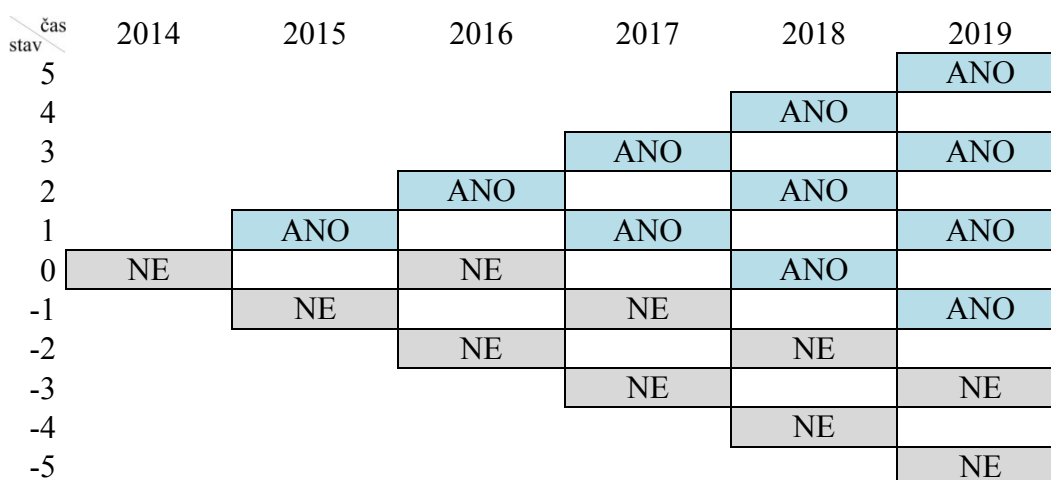 čas
stav 2014 2015 2016 2017 2018 2019
5 ANO
4 ANO
3 ANO ANO
2 ANO ANO
1 ANO ANO ANO
0 NE NE ANO
-1 NE NE ANO
-2 NE NE
-3 NE NE
-4 NE
-5 NE